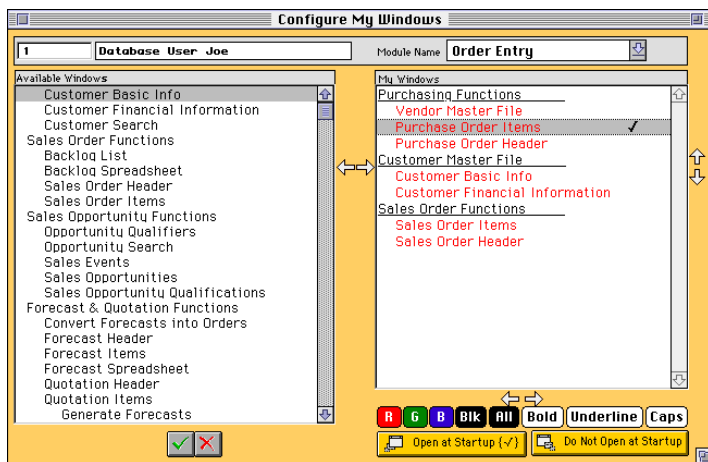 Configure My Windows
1 Database User Joe Module Name Order Entry
Available Windows
Customer Basic Info
Customer Financial Information
Customer Search
Sales Order Functions
Backlog List
Backlog Spreadsheet
Sales Order Header
Sales Order Items
Sales Opportunity Functions
Opportunity Qualifiers
Opportunity Search
Sales Events
Sales Opportunities
Sales Opportunity Qualifications
Forecast & Quotation Functions
Convert Forecasts into Orders
Forecast Header
Forecast Items
Forecast Spreadsheet
Quotation Header
Quotation Items
Generate Forecasts
My Windows
Purchasing Functions
Vendor Master File
Purchase Order Items ✓
Purchase Order Header
Customer Master File
Customer Basic Info
Customer Financial Information
Sales Order Functions
Sales Order Items
Sales Order Header
R G B Blk All Bold Underline Caps
Open at Startup {√} Do Not Open at Startup